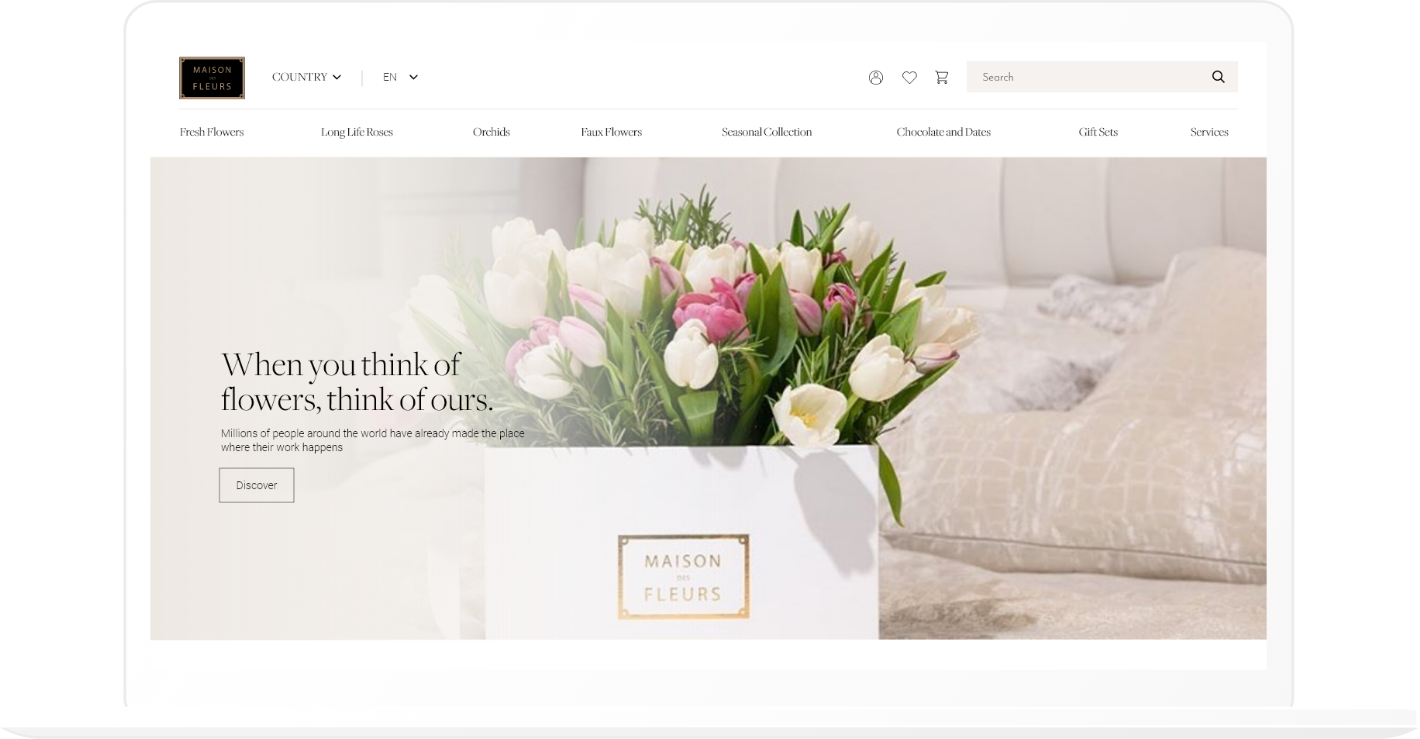 MAISON
DES
FLEURS
COUNTRY
EN
Search
Fresh Flowers
Long Life Roses
Orchids
Faux Flowers
Seasonal Collection
Chocolate and Dates
Gift Sets
Services
When you think of
flowers, think of ours.
Millions of people around the world have already made the place
where their work happens
Discover
MAISON
DES
FLEURS